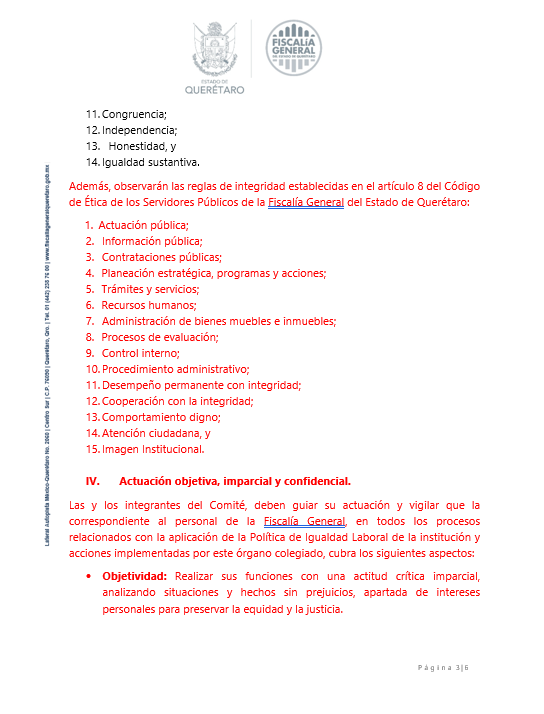 ESTADO DE
QUERÉTARO
FISCALÍA
GENERAL
11. Congruencia;
12. Independencia;
13. Honestidad, y
14. Igualdad sustantiva.
Además, observarán las reglas de integridad establecidas en el artículo 8 del Código
de Ética de los Servidores Públicos de la Fiscalía General del Estado de Querétaro:
1. Actuación pública;
2. Información pública;
3. Contrataciones públicas;
4. Planeación estratégica, programas y acciones;
5. Trámites y servicios;
6. Recursos humanos;
7. Administración de bienes muebles e inmuebles;
8. Procesos de evaluación;
9. Control interno;
10. Procedimiento administrativo;
11. Desempeño permanente con integridad;
12. Cooperación con la integridad;
13. Comportamiento digno;
14. Atención ciudadana, y
15. Imagen Institucional.
IV. Actuación objetiva, imparcial y confidencial.
Las y los integrantes del Comité, deben guiar su actuación y vigilar que la
correspondiente al personal de la Fiscalía General, en todos los procesos
relacionados con la aplicación de la Política de Igualdad Laboral de la institución y
acciones implementadas por este órgano colegiado, cubra los siguientes aspectos:
• Objetividad: Realizar sus funciones con una actitud crítica imparcial,
analizando situaciones y hechos sin prejuicios, apartada de intereses
personales para preservar la equidad y la justicia.
Lateral Autopista México-Querétaro No. 2060 | Centro Sur | C.P. 76090 | Querétaro, Qro. | Tel. 01 (442) 238 76 00 | www.fiscaliageneralqueretaro.gob.mx
Página 3|6